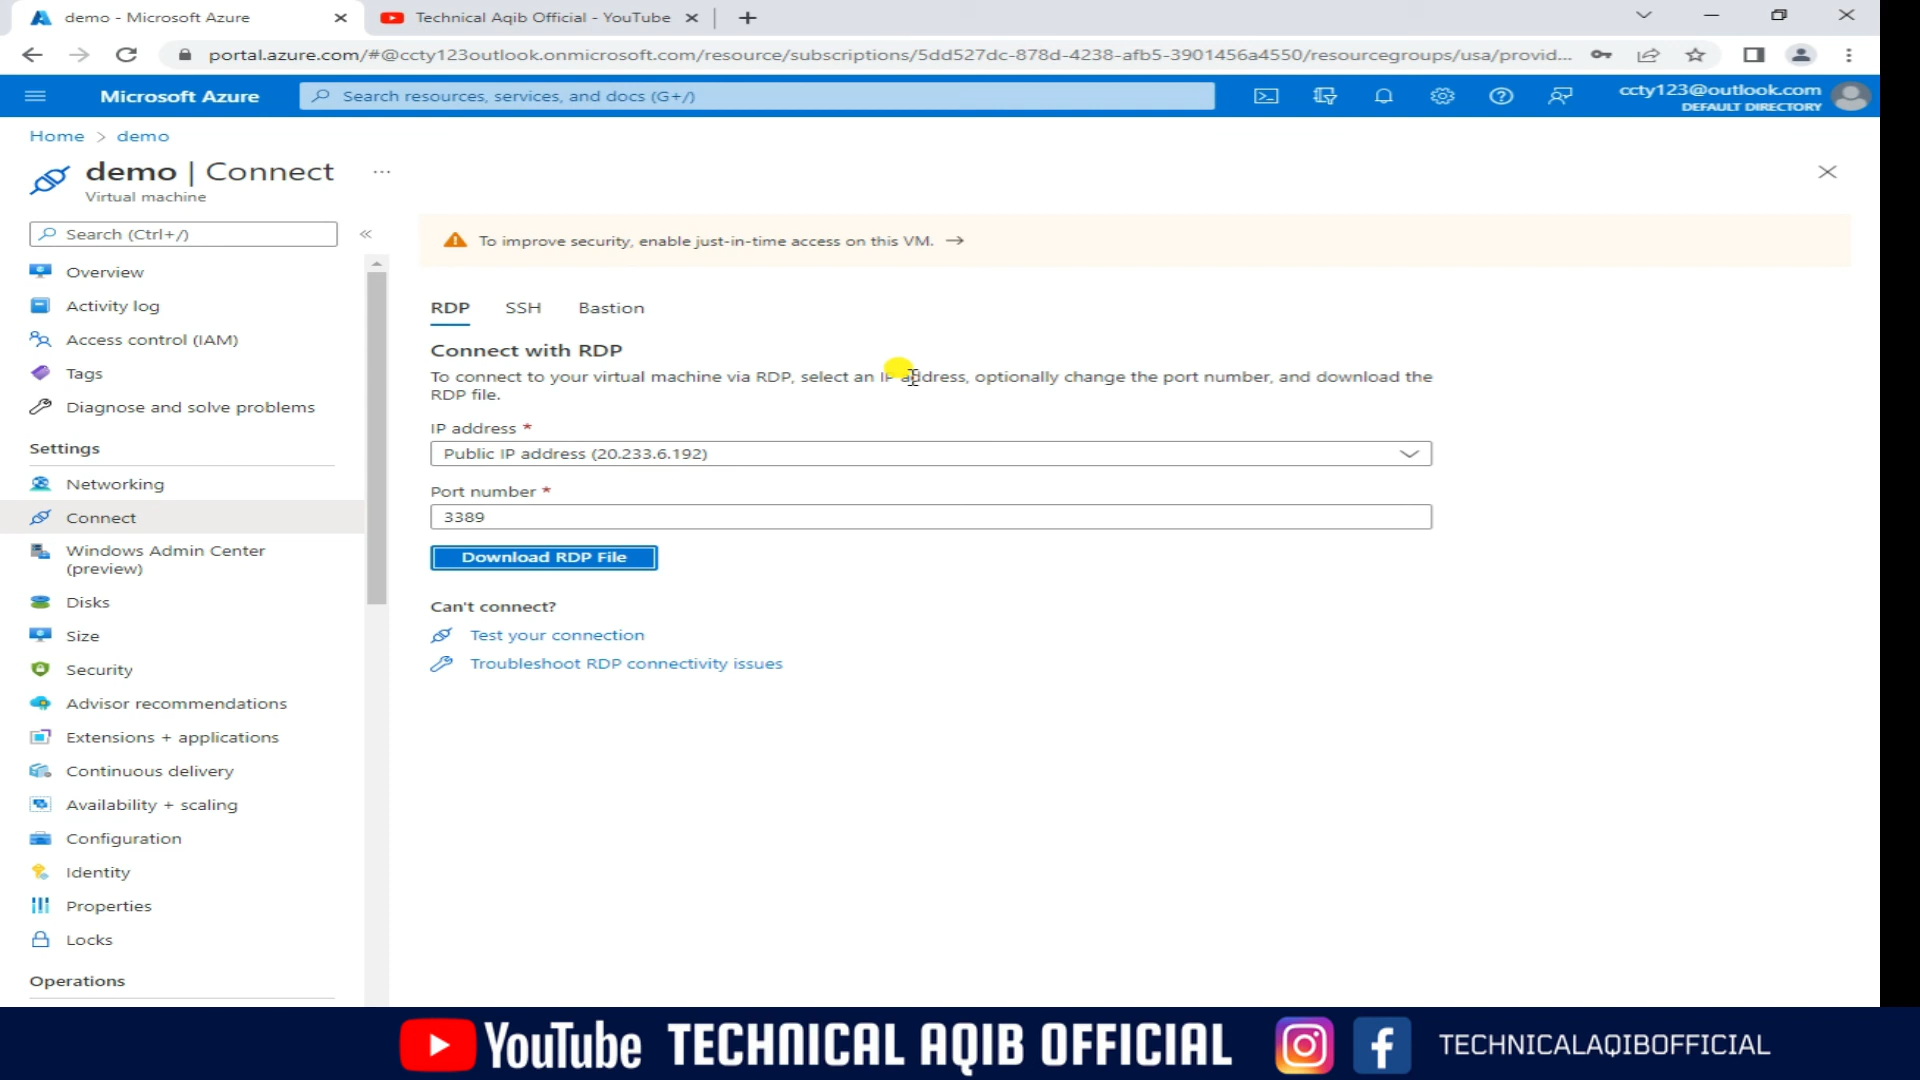 demo - Microsoft Azure
Technical Aqib Official - YouTube
portal.azure.com/#@ccty123outlook.onmicrosoft.com/resource/subscriptions/5dd527dc-878d-4238-afb5-3901456a4550/resourcegroups/usa/provid...
Microsoft Azure
Search resources, services, and docs (G+/)
ccty123@outlook.com
DEFAULT DIRECTORY
Home > demo
demo | Connect
...
Virtual machine
Search (Ctrl+/)
«
Overview
Activity log
Access control (IAM)
Tags
Diagnose and solve problems
Settings
Networking
Connect
Windows Admin Center
(preview)
Disks
Size
Security
Advisor recommendations
Extensions + applications
Continuous delivery
Availability + scaling
Configuration
Identity
Properties
Locks
Operations
To improve security, enable just-in-time access on this VM. →
RDP SSH Bastion
Connect with RDP
To connect to your virtual machine via RDP, select an IP address, optionally change the port number, and download the
RDP file.
IP address *
Public IP address (20.233.6.192)
Port number *
3389
Download RDP File
Can't connect?
Test your connection
Troubleshoot RDP connectivity issues
YouTube TECHNICAL AQIB OFFICIAL TECHNICALAQIBOFFICIAL